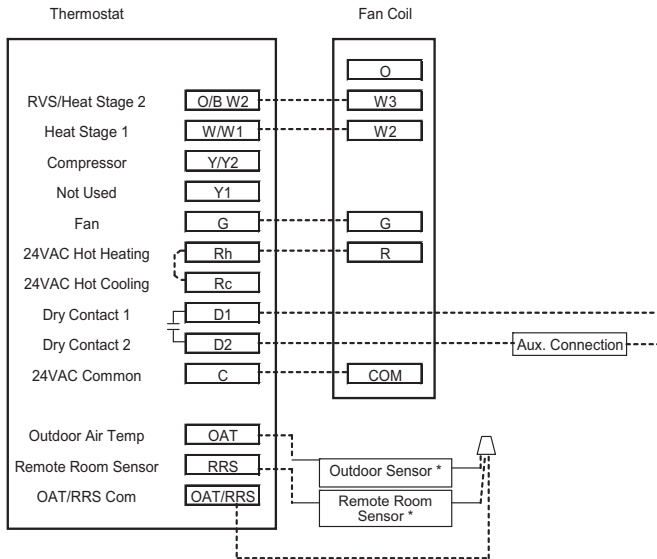 Thermostat Fan Coil
O
RVS/Heat Stage 2 O/B W2 W3
Heat Stage 1 W/W1 W2
Compressor Y/Y2
Not Used Y1
Fan G G
24VAC Hot Heating Rh R
24VAC Hot Cooling Rc
Dry Contact 1 D1
Dry Contact 2 D2 Aux. Connection
24VAC Common C COM
Outdoor Air Temp OAT
Outdoor Sensor *
Remote Room Sensor RRS
OAT/RRS Com OAT/RRS
Remote Room
Sensor *